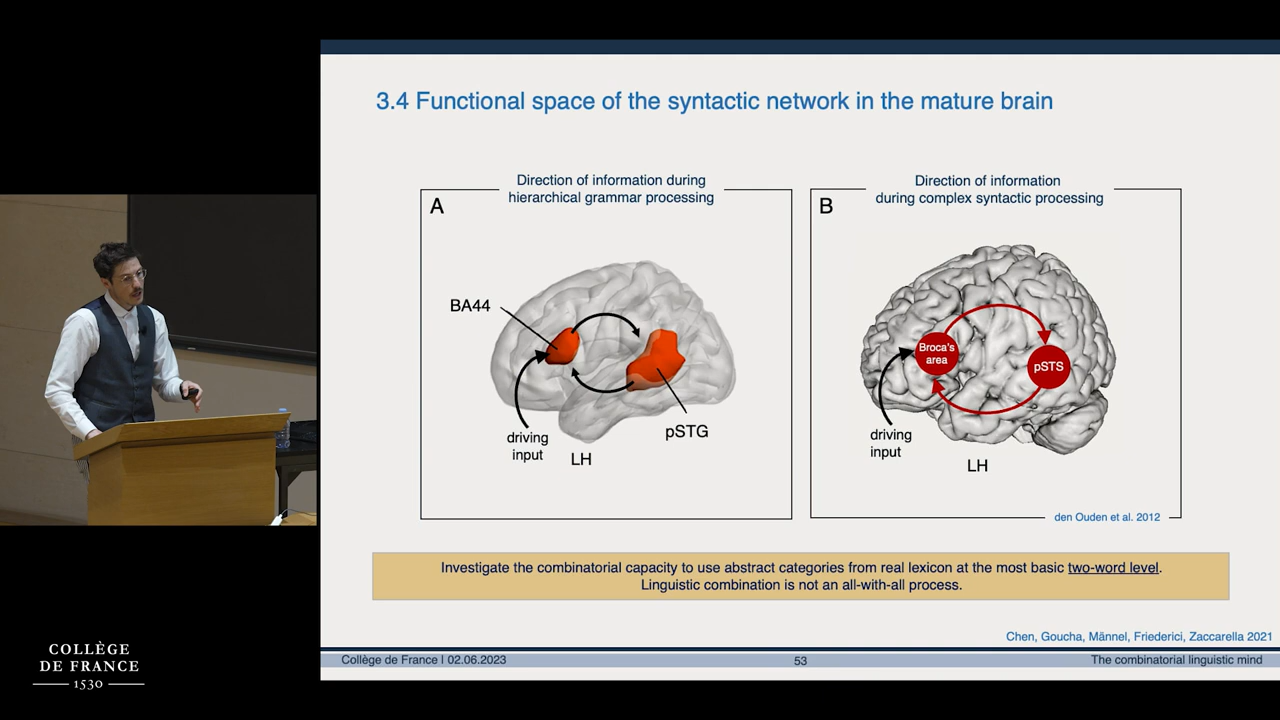 3.4 Functional space of the syntactic network in the mature brain
Direction of information during
hierarchical grammar processing
A
BA44
driving
input
LH
pSTG
Direction of information
during complex syntactic processing
B
Broca's
area
pSTS
driving
input
LH
den Ouden et al. 2012
Investigate the combinatorial capacity to use abstract categories from real lexicon at the most basic two-word level.
Linguistic combination is not an all-with-all process.
Chen, Goucha, Männel, Friederici, Zaccarella 2021
Collège de France I 02.06.2023
53
The combinatorial linguistic mind
COLLÈGE
DE FRANCE
1530